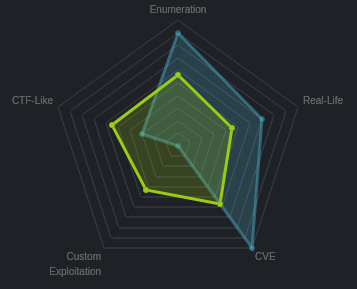 Enumeration
CTF-Like
Real-Life
Custom
Exploitation
CVE